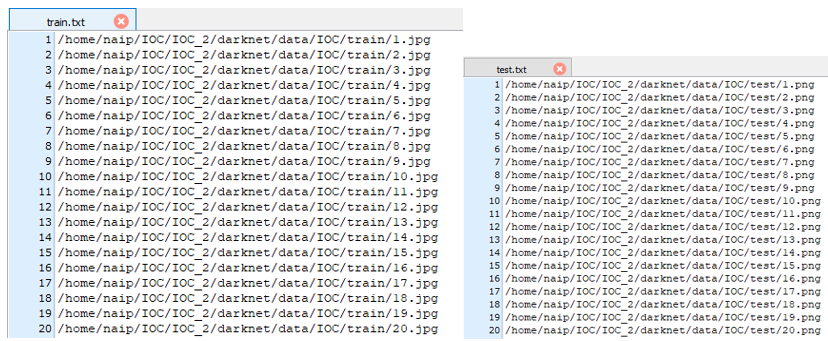 train.txt
1 /home/naip/IOC/IOC_2/darknet/data/IOC/train/1.jpg
2 /home/naip/IOC/IOC_2/darknet/data/IOC/train/2.jpg
3 /home/naip/IOC/IOC_2/darknet/data/IOC/train/3.jpg
4 /home/naip/IOC/IOC_2/darknet/data/IOC/train/4.jpg
5 /home/naip/IOC/IOC_2/darknet/data/IOC/train/5.jpg
6 /home/naip/IOC/IOC_2/darknet/data/IOC/train/6.jpg
7 /home/naip/IOC/IOC_2/darknet/data/IOC/train/7.jpg
8 /home/naip/IOC/IOC_2/darknet/data/IOC/train/8.jpg
9 /home/naip/IOC/IOC_2/darknet/data/IOC/train/9.jpg
10 /home/naip/IOC/IOC_2/darknet/data/IOC/train/10.jpg
11 /home/naip/IOC/IOC_2/darknet/data/IOC/train/11.jpg
12 /home/naip/IOC/IOC_2/darknet/data/IOC/train/12.jpg
13 /home/naip/IOC/IOC_2/darknet/data/IOC/train/13.jpg
14 /home/naip/IOC/IOC_2/darknet/data/IOC/train/14.jpg
15 /home/naip/IOC/IOC_2/darknet/data/IOC/train/15.jpg
16 /home/naip/IOC/IOC_2/darknet/data/IOC/train/16.jpg
17 /home/naip/IOC/IOC_2/darknet/data/IOC/train/17.jpg
18 /home/naip/IOC/IOC_2/darknet/data/IOC/train/18.jpg
19 /home/naip/IOC/IOC_2/darknet/data/IOC/train/19.jpg
20 /home/naip/IOC/IOC_2/darknet/data/IOC/train/20.jpg
test.txt
1 /home/naip/IOC/IOC_2/darknet/data/IOC/test/1.png
2 /home/naip/IOC/IOC_2/darknet/data/IOC/test/2.png
3 /home/naip/IOC/IOC_2/darknet/data/IOC/test/3.png
4 /home/naip/IOC/IOC_2/darknet/data/IOC/test/4.png
5 /home/naip/IOC/IOC_2/darknet/data/IOC/test/5.png
6 /home/naip/IOC/IOC_2/darknet/data/IOC/test/6.png
7 /home/naip/IOC/IOC_2/darknet/data/IOC/test/7.png
8 /home/naip/IOC/IOC_2/darknet/data/IOC/test/8.png
9 /home/naip/IOC/IOC_2/darknet/data/IOC/test/9.png
10 /home/naip/IOC/IOC_2/darknet/data/IOC/test/10.png
11 /home/naip/IOC/IOC_2/darknet/data/IOC/test/11.png
12 /home/naip/IOC/IOC_2/darknet/data/IOC/test/12.png
13 /home/naip/IOC/IOC_2/darknet/data/IOC/test/13.png
14 /home/naip/IOC/IOC_2/darknet/data/IOC/test/14.png
15 /home/naip/IOC/IOC_2/darknet/data/IOC/test/15.png
16 /home/naip/IOC/IOC_2/darknet/data/IOC/test/16.png
17 /home/naip/IOC/IOC_2/darknet/data/IOC/test/17.png
18 /home/naip/IOC/IOC_2/darknet/data/IOC/test/18.png
19 /home/naip/IOC/IOC_2/darknet/data/IOC/test/19.png
20 /home/naip/IOC/IOC_2/darknet/data/IOC/test/20.png